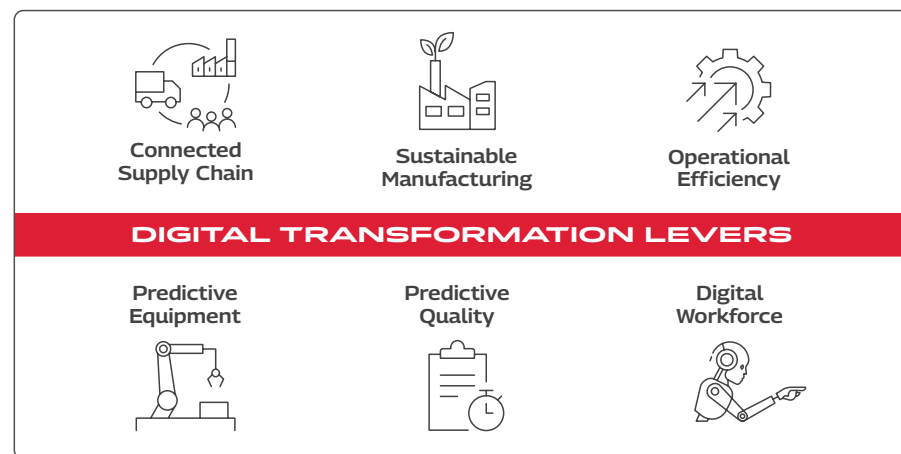 Connected
Supply Chain
Sustainable
Manufacturing
Operational
Efficiency
DIGITAL TRANSFORMATION LEVERS
Predictive
Equipment
Predictive
Quality
Digital
Workforce